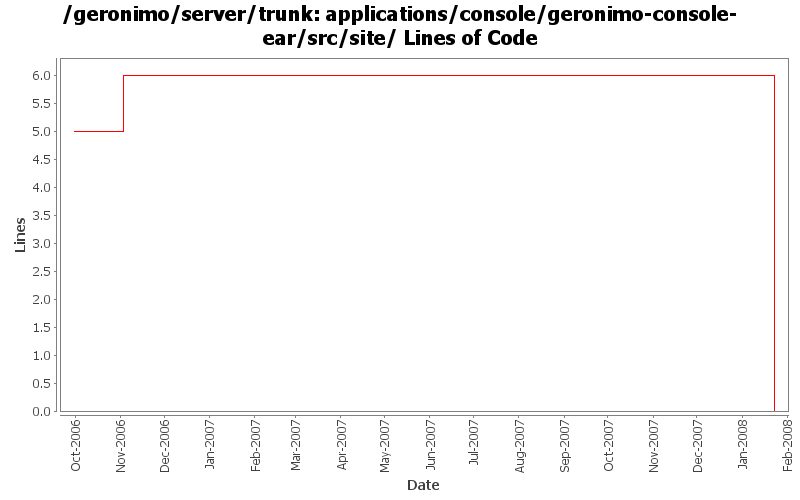 /geronimo/server/trunk: applications/console/geronimo-console-
ear/src/site/ Lines of Code
6.0
5.5
5.0
4.5
4.0
3.5
3.0
2.5
2.0
1.5
1.0
0.5
0.0
Lines
Oct-2006
Nov-2006
Dec-2006
Jan-2007
Feb-2007
Mar-2007
Apr-2007
May-2007
Jun-2007
Jul-2007
Aug-2007
Sep-2007
Oct-2007
Nov-2007
Dec-2007
Jan-2008
Feb-2008
Date